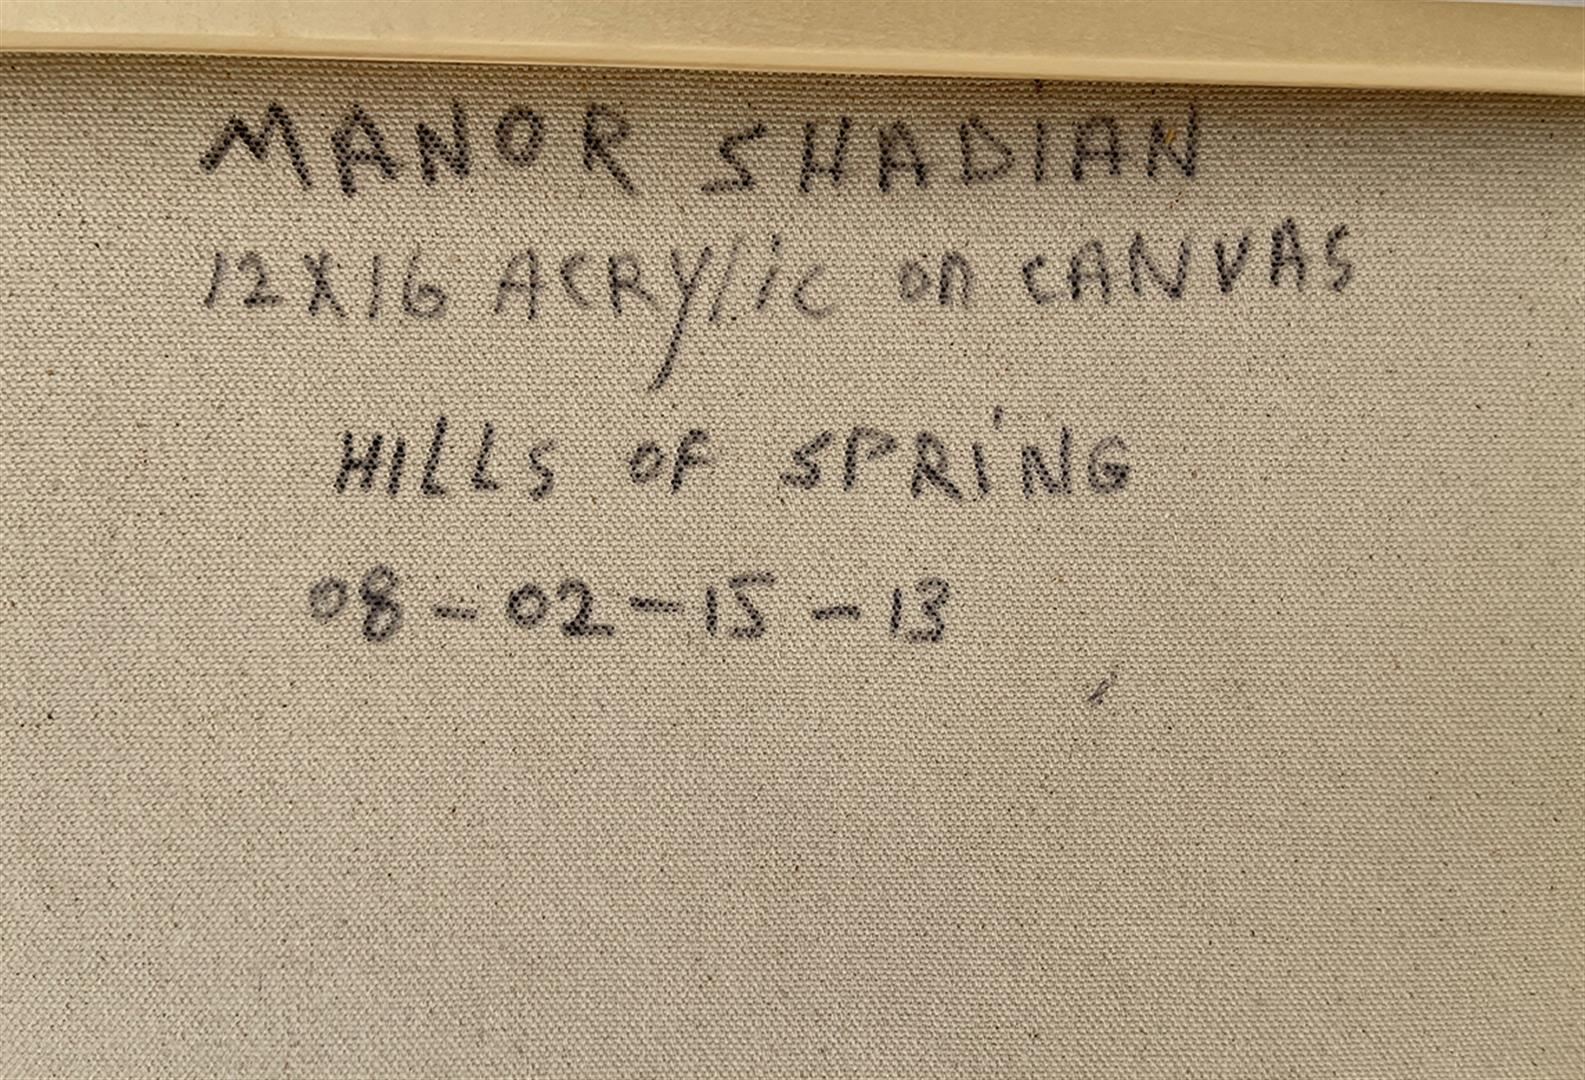 MANOR SHADIAN
12X16 ACRYlic on CANVAS
HILLS OF SPRiNG
08-02-15-13